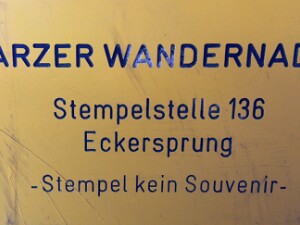 ARZER WANDERNAD
Stempelstelle 136
Eckersprung
-Stempel kein Souvenir-